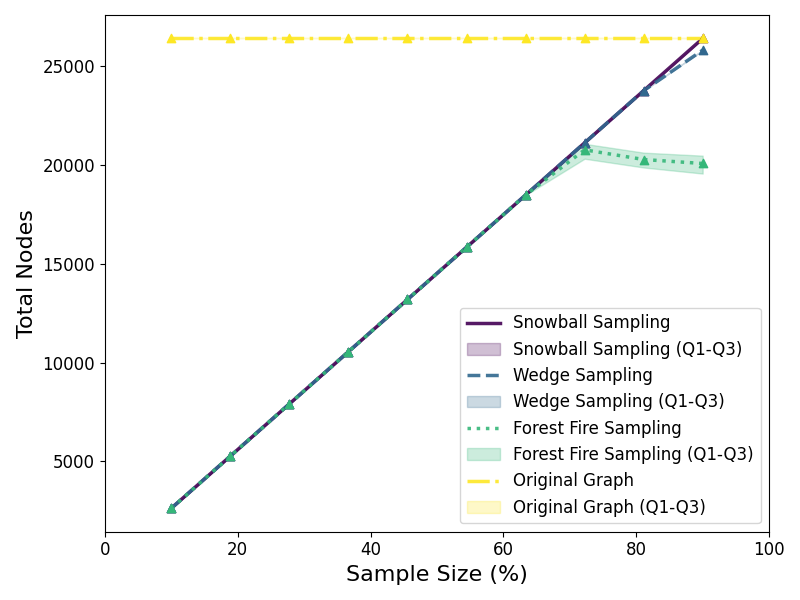 25000
20000
15000
10000
5000
Total Nodes
Snowball Sampling
Snowball Sampling (Q1-Q3)
Wedge Sampling
Wedge Sampling (Q1-Q3)
Forest Fire Sampling
Forest Fire Sampling (Q1-Q3)
Original Graph
Original Graph (Q1-Q3)
0 20 40 60 80 100
Sample Size (%)